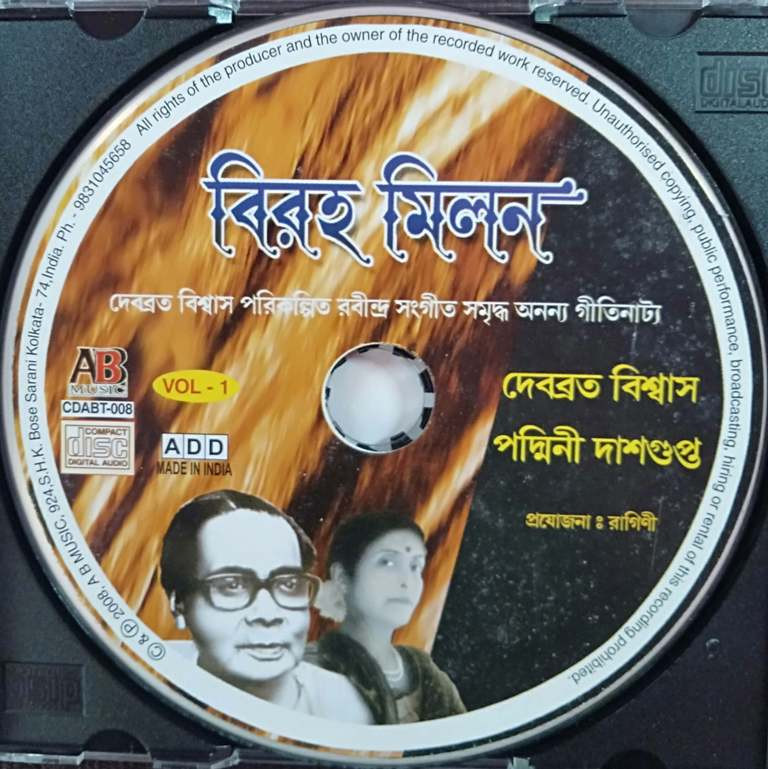 All rights of the producer and the owner of the recorded work reserved. Unauthorised copying, public performance, broadcasting, hiring or rental of this recording prohibited.
বিরহ মিলন
দেবব্রত বিশ্বাস পরিকল্পিত রবীন্দ্র সংগীত সমৃদ্ধ অনন্য গীতিনাট্য
AB
MUSIC
CDABT-008
VOL - 1
COMPACT
disc
DIGITAL AUDIO
ADD
MADE IN INDIA
দেবব্রত বিশ্বাস
পদ্মিনী দাশগুপ্ত
প্রযোজনা ঃ রাগিণী
© & ℗ 2008, A B MUSIC, 924,S.H.K. Bose Sarani Kolkata- 74,India. Ph. - 9831045658
disc
DIGITAL AUDIO